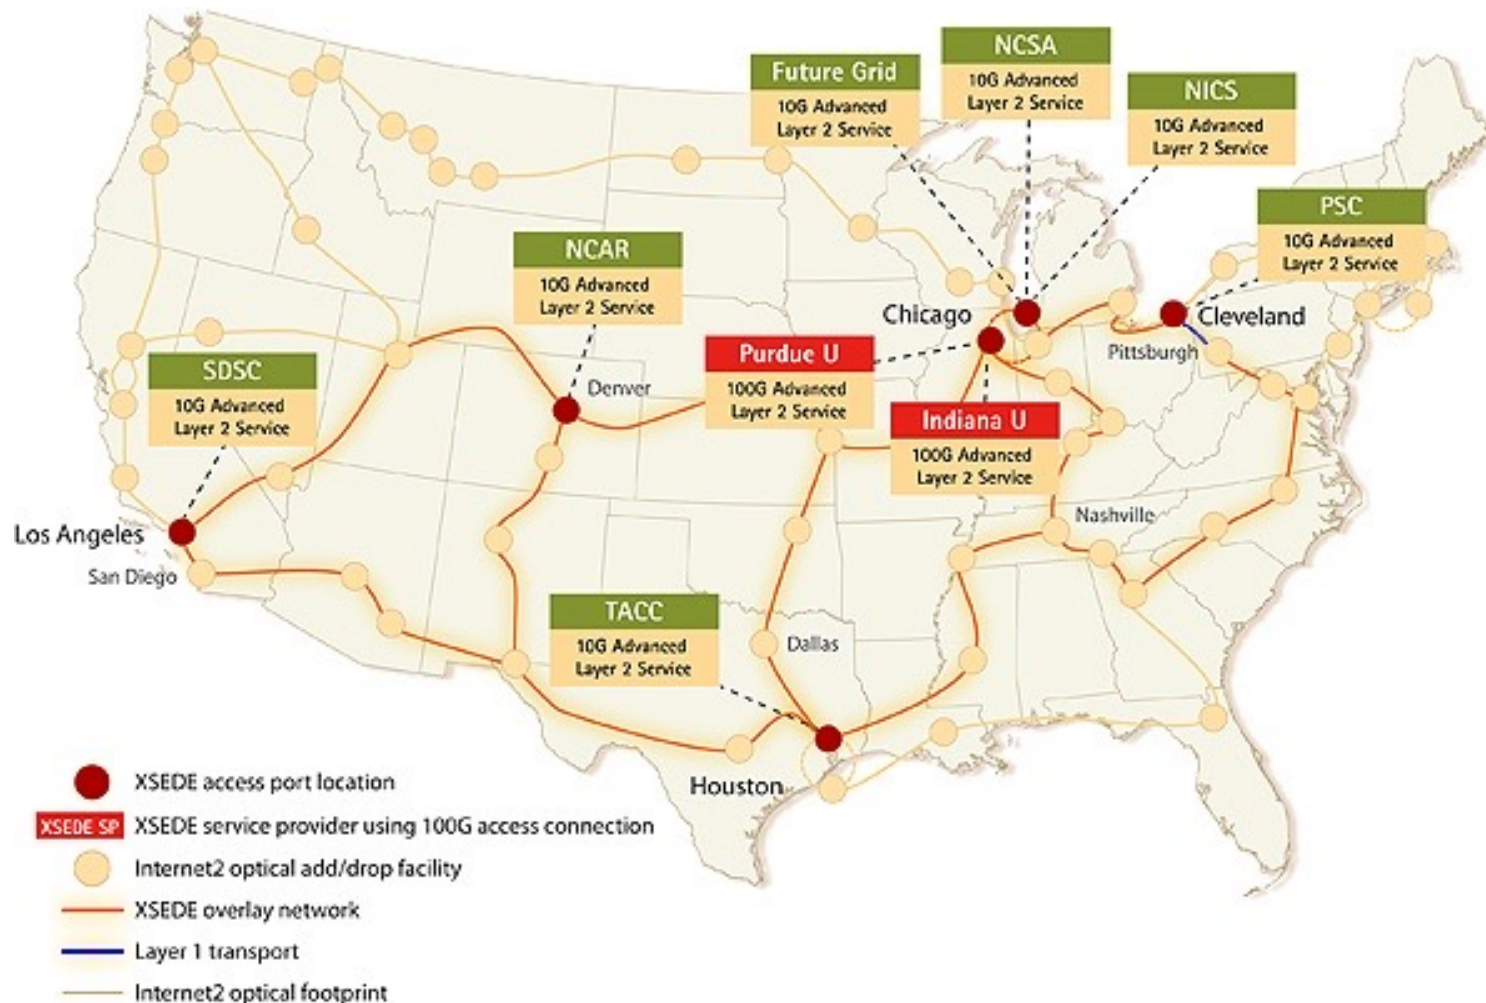 NCSA
10G Advanced
Layer 2 Service
Future Grid
10G Advanced
Layer 2 Service
NICS
10G Advanced
Layer 2 Service
PSC
10G Advanced
Layer 2 Service
NCAR
10G Advanced
Layer 2 Service
Chicago
Cleveland
Purdue U
100G Advanced
Layer 2 Service
Pittsburgh
SDSC
10G Advanced
Layer 2 Service
Denver
Indiana U
100G Advanced
Layer 2 Service
Nashville
Los Angeles
San Diego
TACC
10G Advanced
Layer 2 Service
Dallas
Houston
XSEDE access port location
XSEDE SP
XSEDE service provider using 100G access connection
Internet2 optical add/drop facility
XSEDE overlay network
Layer 1 transport
Internet2 optical footprint